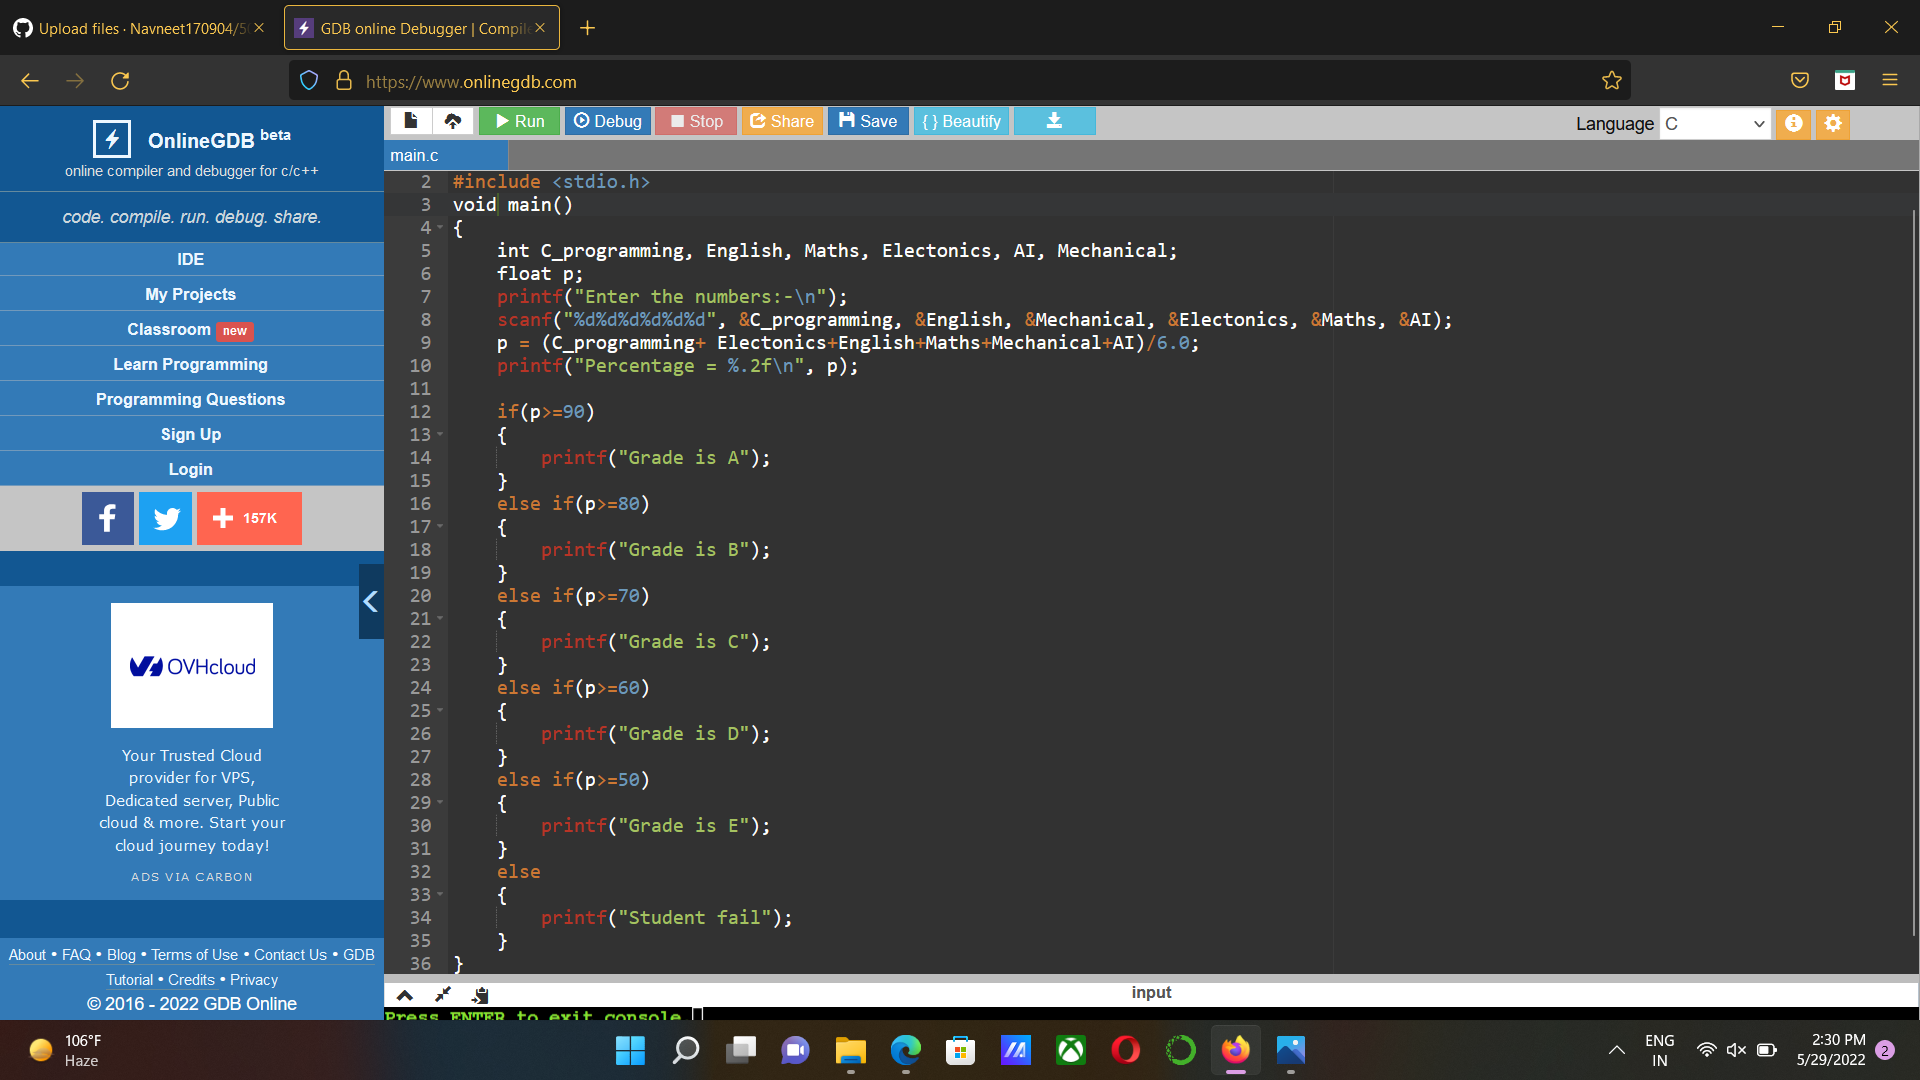 Upload files · Navneet170904/5
GDB online Debugger | Compile
https://www.onlinegdb.com
OnlineGDB beta
online compiler and debugger for c/c++
code. compile. run. debug. share.
IDE
My Projects
Classroom new
Learn Programming
Programming Questions
Sign Up
Login
157K
OVHcloud
Your Trusted Cloud
provider for VPS,
Dedicated server, Public
cloud & more. Start your
cloud journey today!
ADS VIA CARBON
About • FAQ • Blog • Terms of Use • Contact Us • GDB
Tutorial • Credits • Privacy
© 2016 - 2022 GDB Online
Run Debug Stop Share Save { } Beautify
Language C
main.c
2 #include <stdio.h>
3 void main()
4 {
5 int C_programming, English, Maths, Electonics, AI, Mechanical;
6 float p;
7 printf("Enter the numbers:-\n");
8 scanf("%d%d%d%d%d%d", &C_programming, &English, &Mechanical, &Electonics, &Maths, &AI);
9 p = (C_programming+ Electonics+English+Maths+Mechanical+AI)/6.0;
10 printf("Percentage = %.2f\n", p);
11
12 if(p>=90)
13 {
14 printf("Grade is A");
15 }
16 else if(p>=80)
17 {
18 printf("Grade is B");
19 }
20 else if(p>=70)
21 {
22 printf("Grade is C");
23 }
24 else if(p>=60)
25 {
26 printf("Grade is D");
27 }
28 else if(p>=50)
29 {
30 printf("Grade is E");
31 }
32 else
33 {
34 printf("Student fail");
35 }
36 }
input
Press ENTER to exit console.
106°F
Haze
ENG
IN
2:30 PM
5/29/2022
2